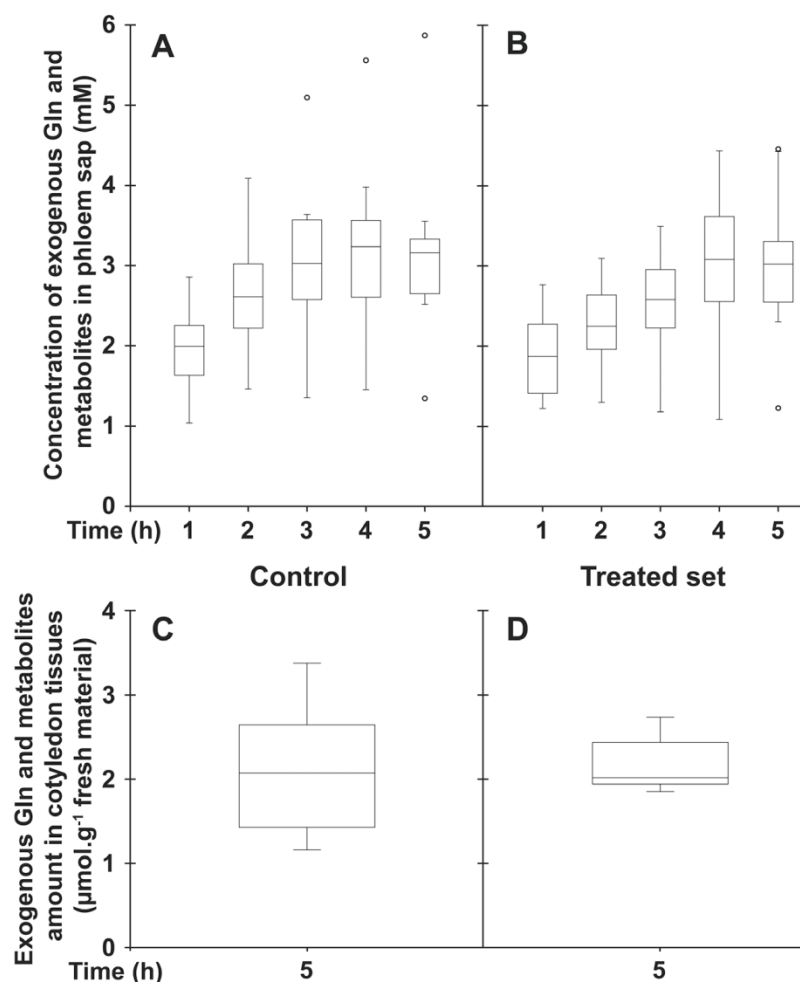 Concentration of exogenous Gln and
metabolites in phloem sap (mM)
6
5
4
3
2
1
0
A
B
Time (h) 1 2 3 4 5 1 2 3 4 5
Control
Treated set
Exogenous Gln and metabolites
amount in cotyledon tissues
(µmol.g⁻¹ fresh material)
4
3
2
1
0
C
D
Time (h) 5 5